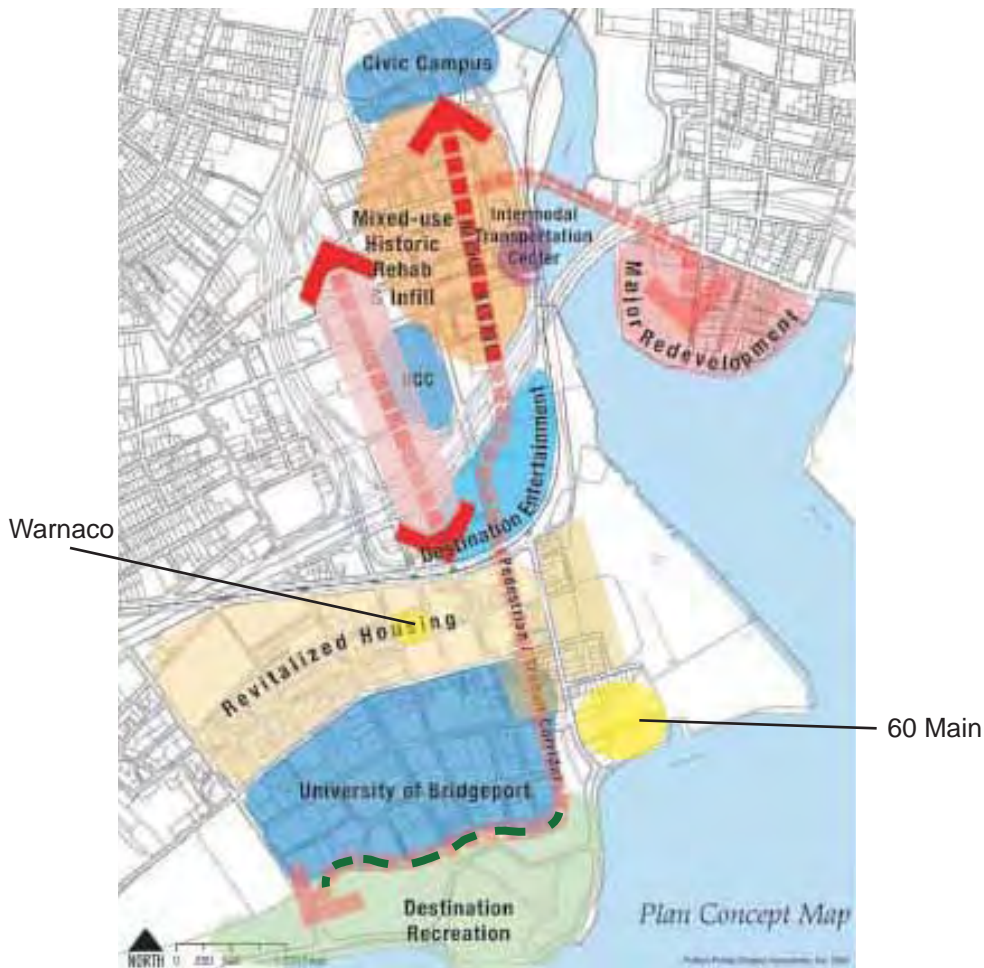 Civic Campus
Mixed-use
Historic
Rehab
& Infill
Intermodal
Transportation
Center
Major Redevelopment
Destination Entertainment
Warnaco
Revitalized Housing
Pedestrian / Transit Corridor
60 Main
University of Bridgeport
Destination
Recreation
Plan Concept Map
NORTH 0